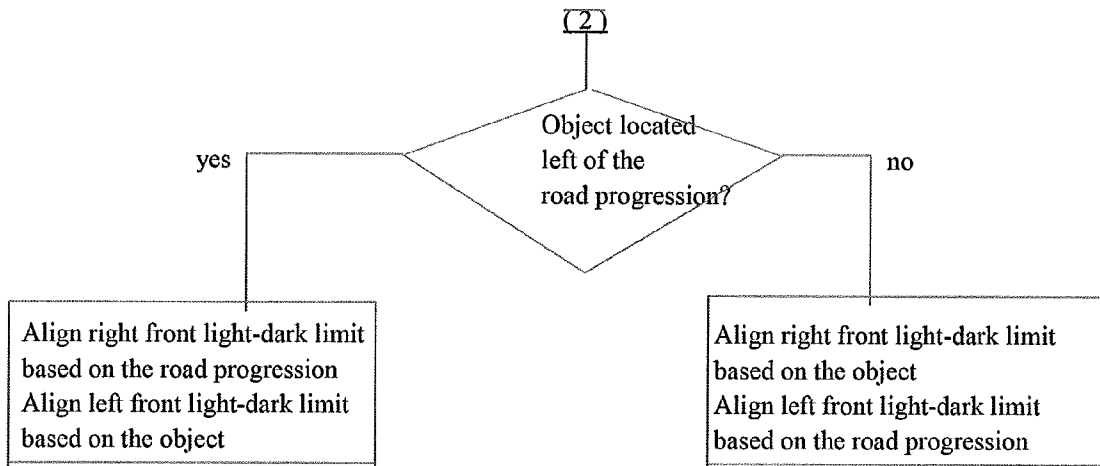 ( 2 )
Object located
left of the
road progression?
yes
no
Align right front light-dark limit
based on the road progression
Align left front light-dark limit
based on the object
Align right front light-dark limit
based on the object
Align left front light-dark limit
based on the road progression